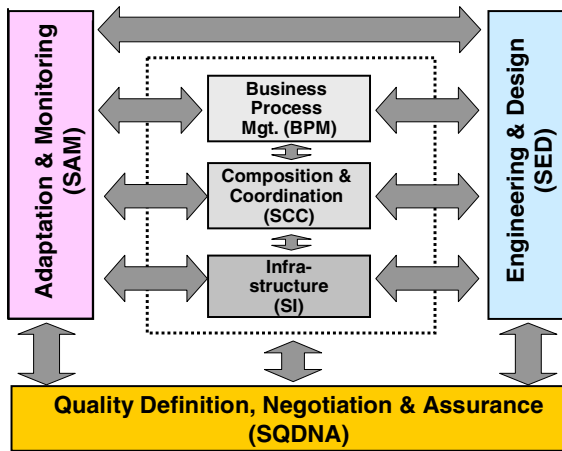 Adaptation & Monitoring
(SAM)
Business
Process
Mgt. (BPM)
Composition &
Coordination
(SCC)
Infra-
structure
(SI)
Engineering & Design
(SED)
Quality Definition, Negotiation & Assurance
(SQDNA)